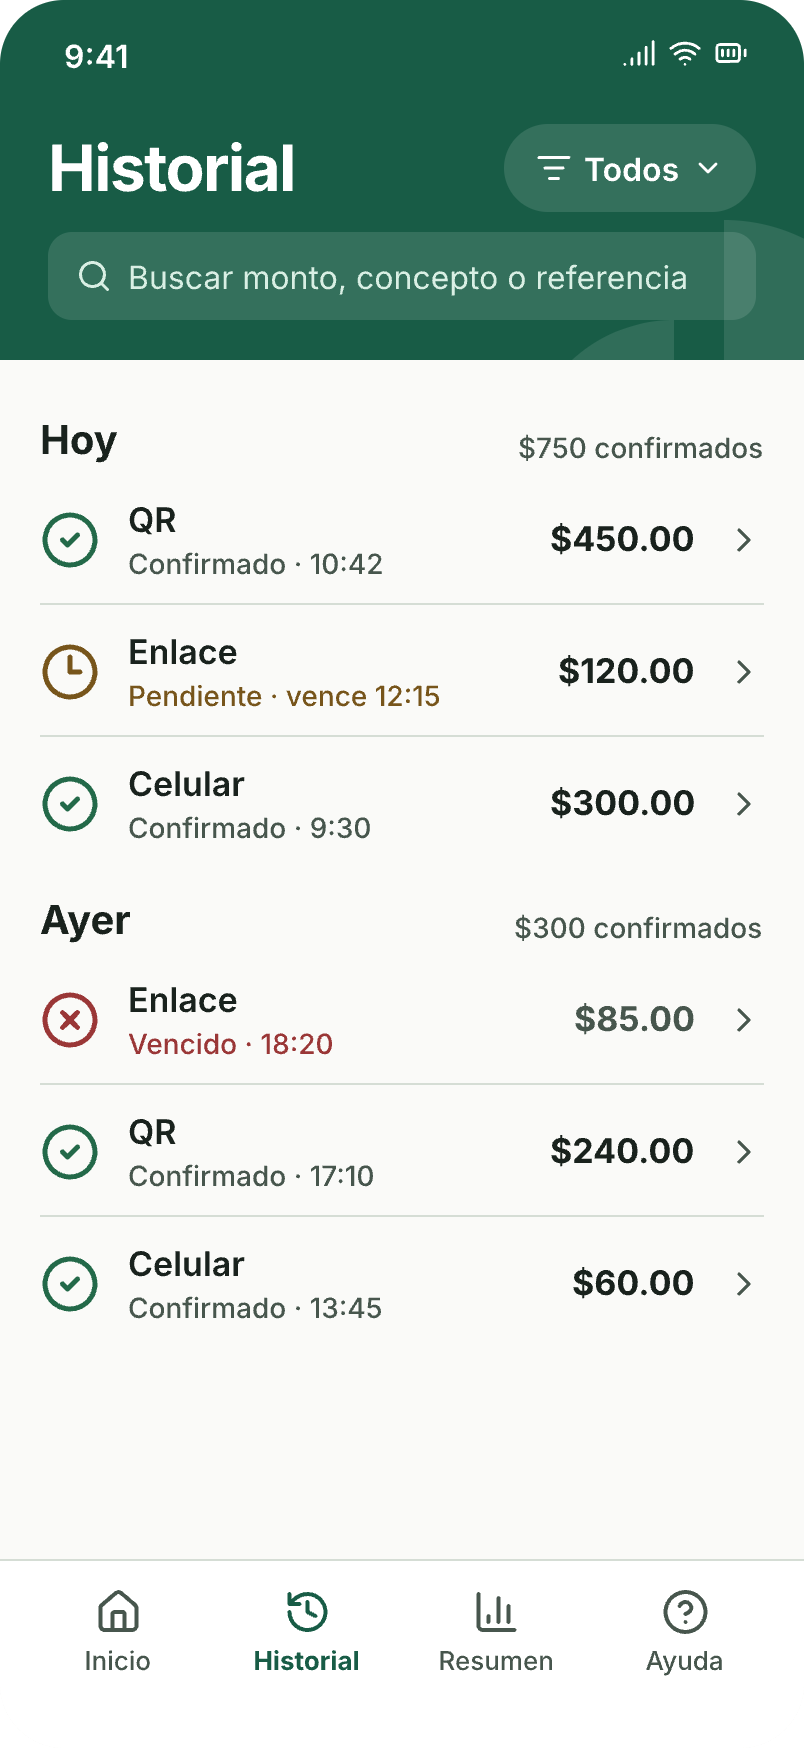 9:41
Historial
Todos
Buscar monto, concepto o referencia
Hoy
$750 confirmados
QR
Confirmado · 10:42
$450.00
Enlace
Pendiente · vence 12:15
$120.00
Celular
Confirmado · 9:30
$300.00
Ayer
$300 confirmados
Enlace
Vencido · 18:20
$85.00
QR
Confirmado · 17:10
$240.00
Celular
Confirmado · 13:45
$60.00
Inicio
Historial
Resumen
Ayuda